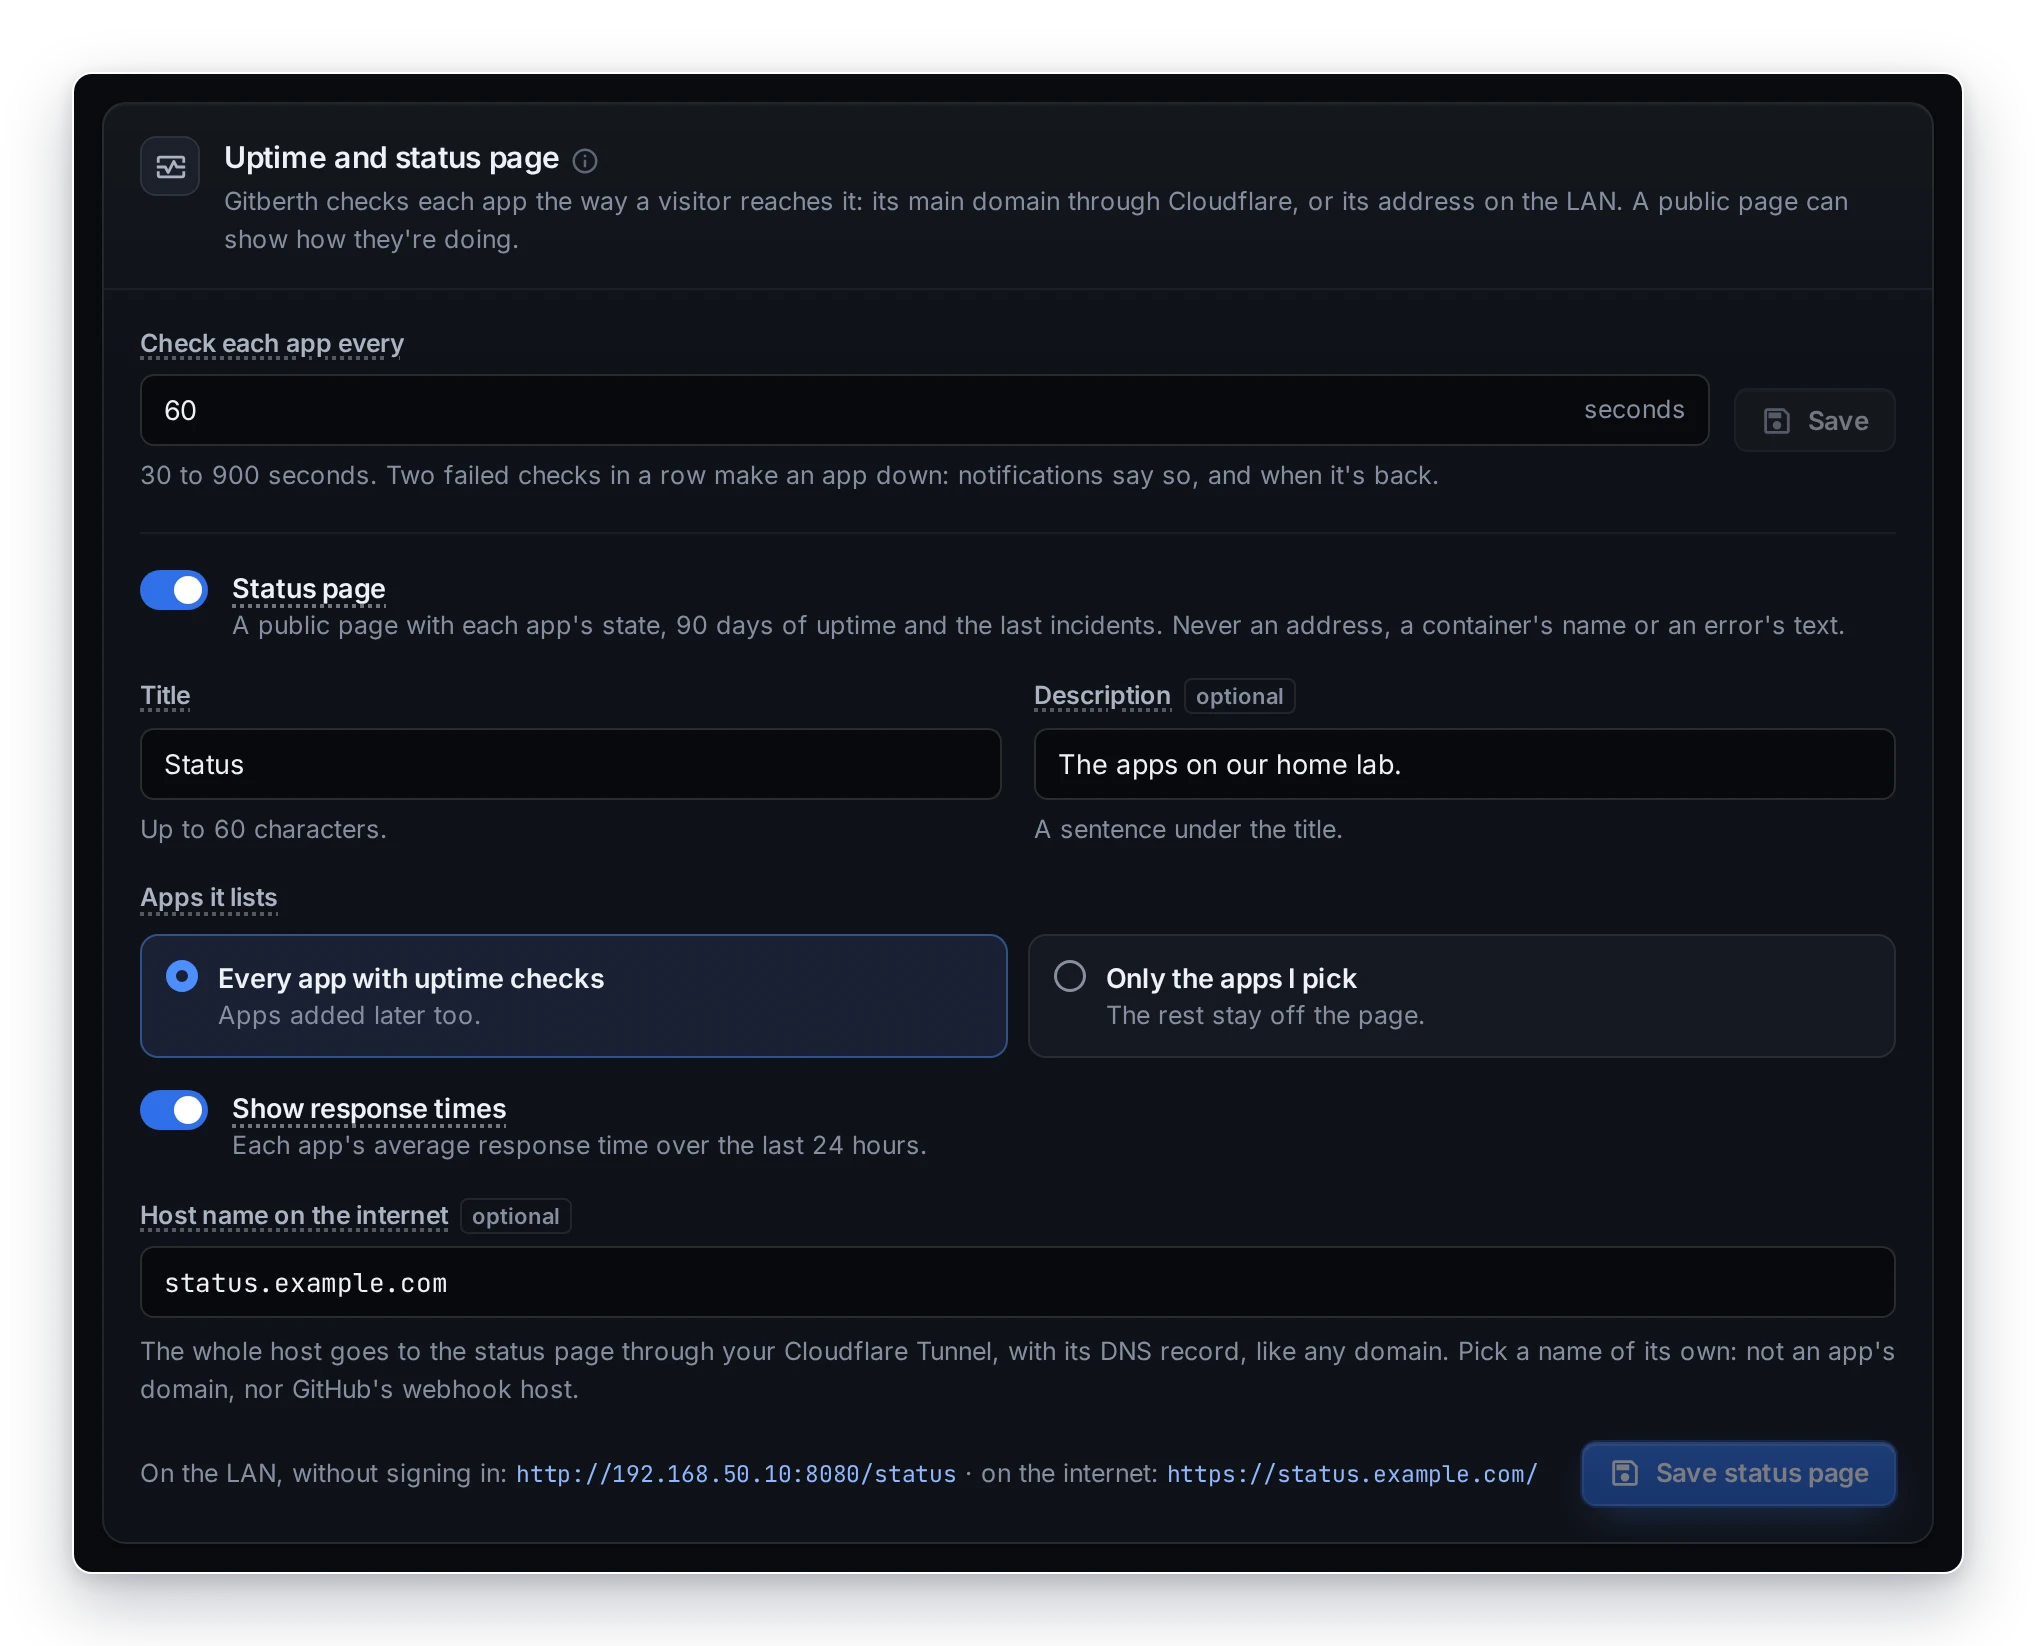 Uptime and status page
Gitberth checks each app the way a visitor reaches it: its main domain through Cloudflare, or its address on the LAN. A public page can
show how they're doing.
Check each app every
60 seconds
Save
30 to 900 seconds. Two failed checks in a row make an app down: notifications say so, and when it's back.
Status page
A public page with each app's state, 90 days of uptime and the last incidents. Never an address, a container's name or an error's text.
Title
Status
Up to 60 characters.
Description optional
The apps on our home lab.
A sentence under the title.
Apps it lists
Every app with uptime checks
Apps added later too.
Only the apps I pick
The rest stay off the page.
Show response times
Each app's average response time over the last 24 hours.
Host name on the internet optional
status.example.com
The whole host goes to the status page through your Cloudflare Tunnel, with its DNS record, like any domain. Pick a name of its own: not an app's
domain, nor GitHub's webhook host.
On the LAN, without signing in: http://192.168.50.10:8080/status · on the internet: https://status.example.com/
Save status page